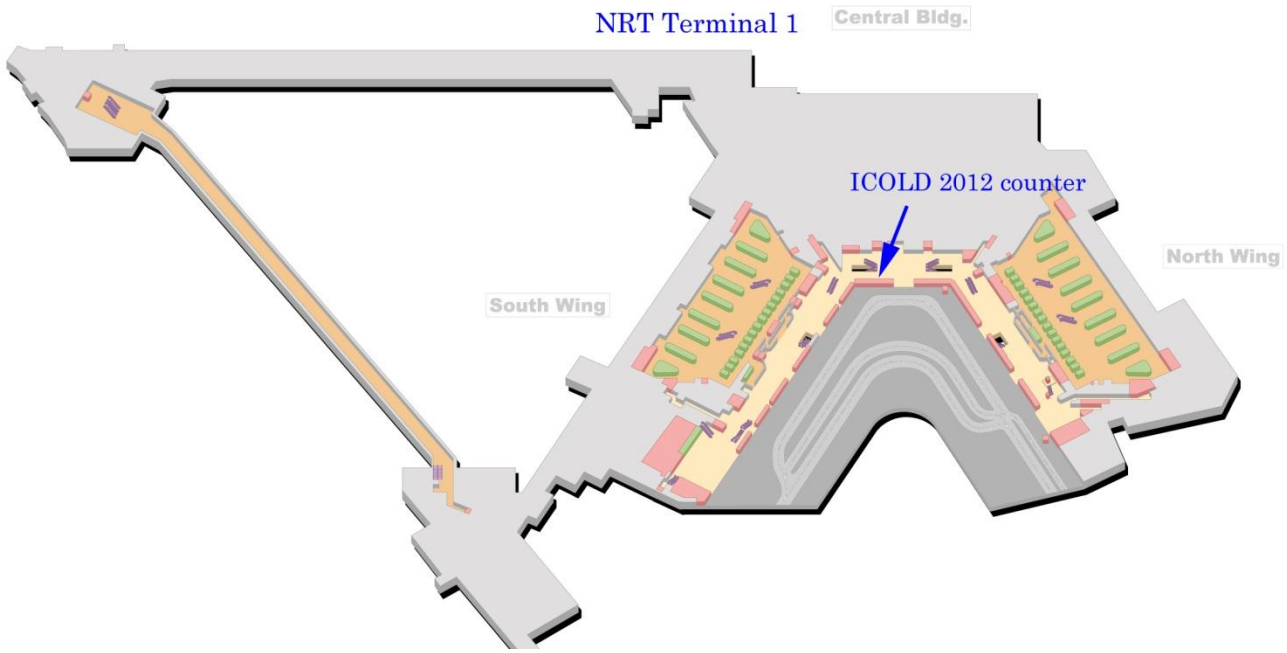 NRT Terminal 1
Central Bldg.
ICOLD 2012 counter
North Wing
South Wing